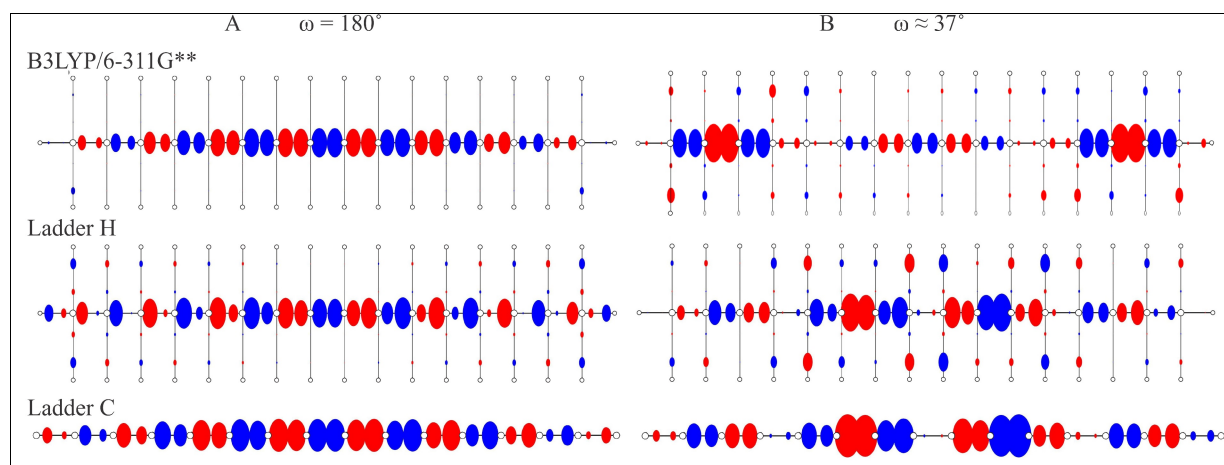 A ω = 180° B ω ≈ 37°
B3LYP/6-311G**
Ladder H
Ladder C